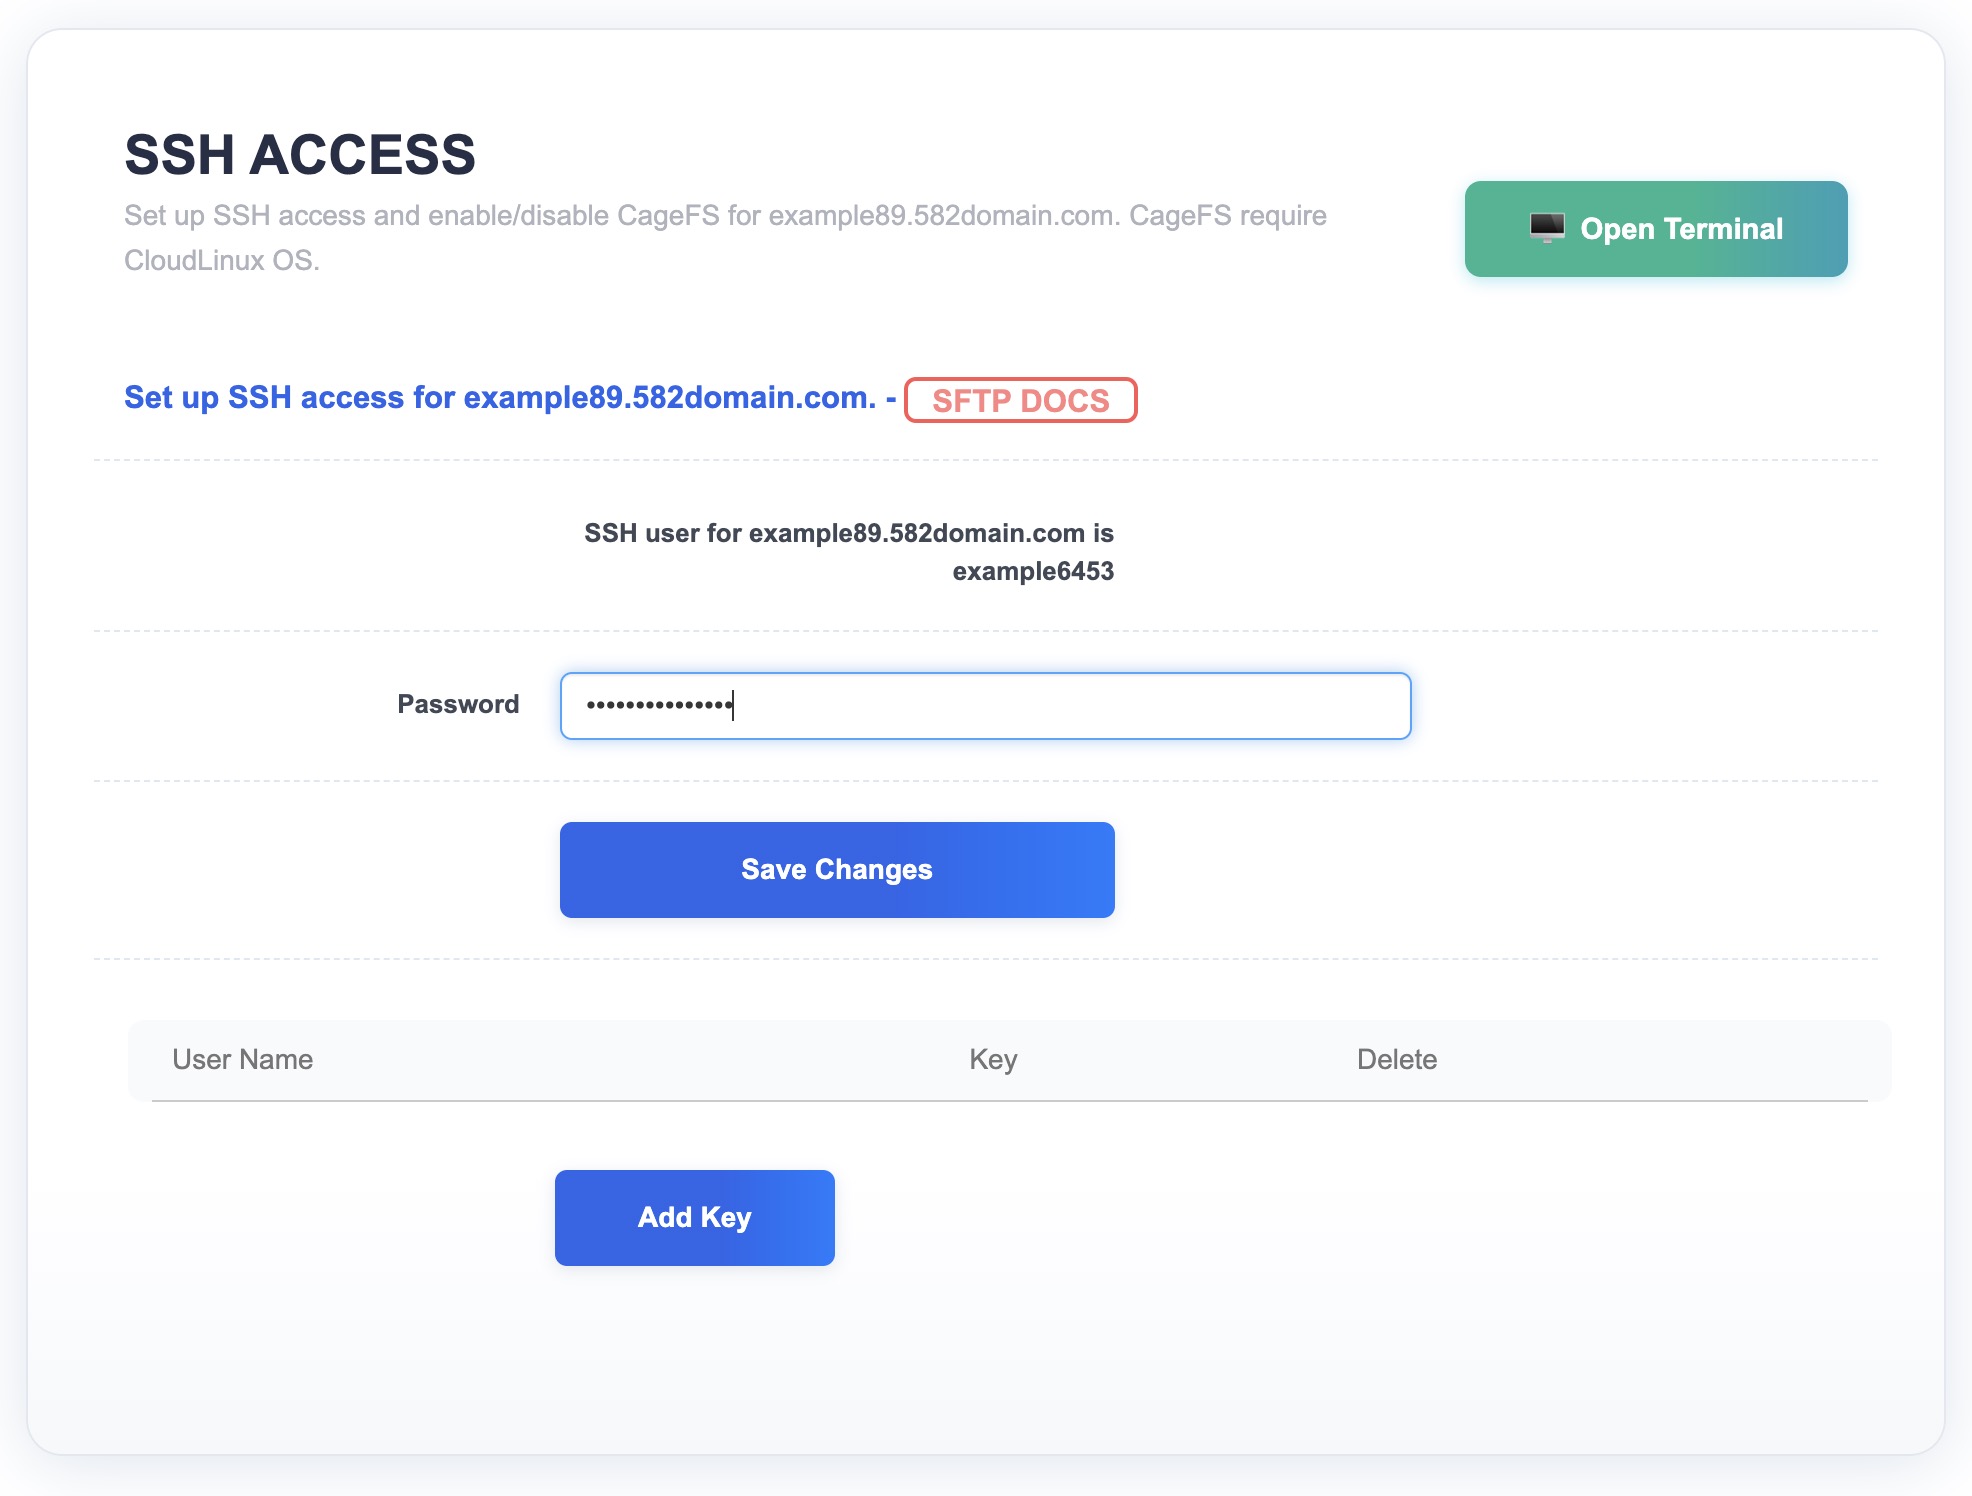 SSH ACCESS
Set up SSH access and enable/disable CageFS for example89.582domain.com. CageFS require
CloudLinux OS.
Open Terminal
Set up SSH access for example89.582domain.com. - SFTP DOCS
SSH user for example89.582domain.com is
example6453
Password •••••••••••••••
Save Changes
User Name Key Delete
Add Key